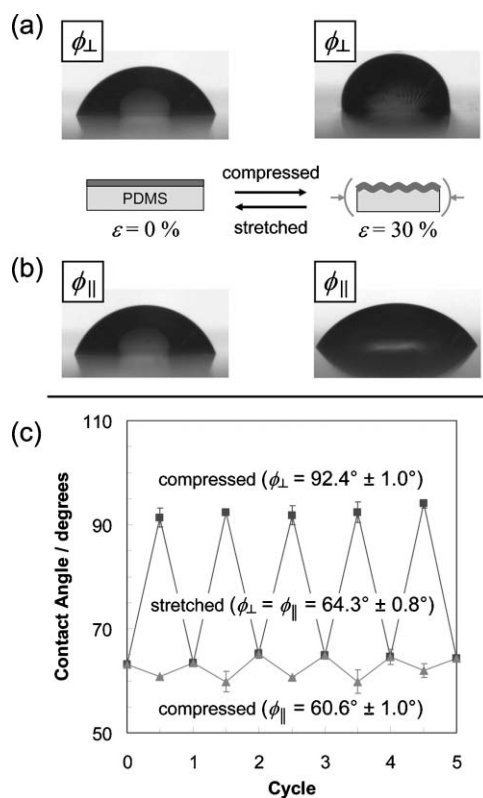 (a)
ϕ⊥
ϕ⊥
compressed
PDMS
stretched
ε = 0 %
ε = 30 %
(b)
ϕ||
ϕ||
(c)
110
compressed (ϕ⊥ = 92.4° ± 1.0°)
90
stretched (ϕ⊥ = ϕ|| = 64.3° ± 0.8°)
70
compressed (ϕ|| = 60.6° ± 1.0°)
50
Contact Angle / degrees
0 1 2 3 4 5
Cycle